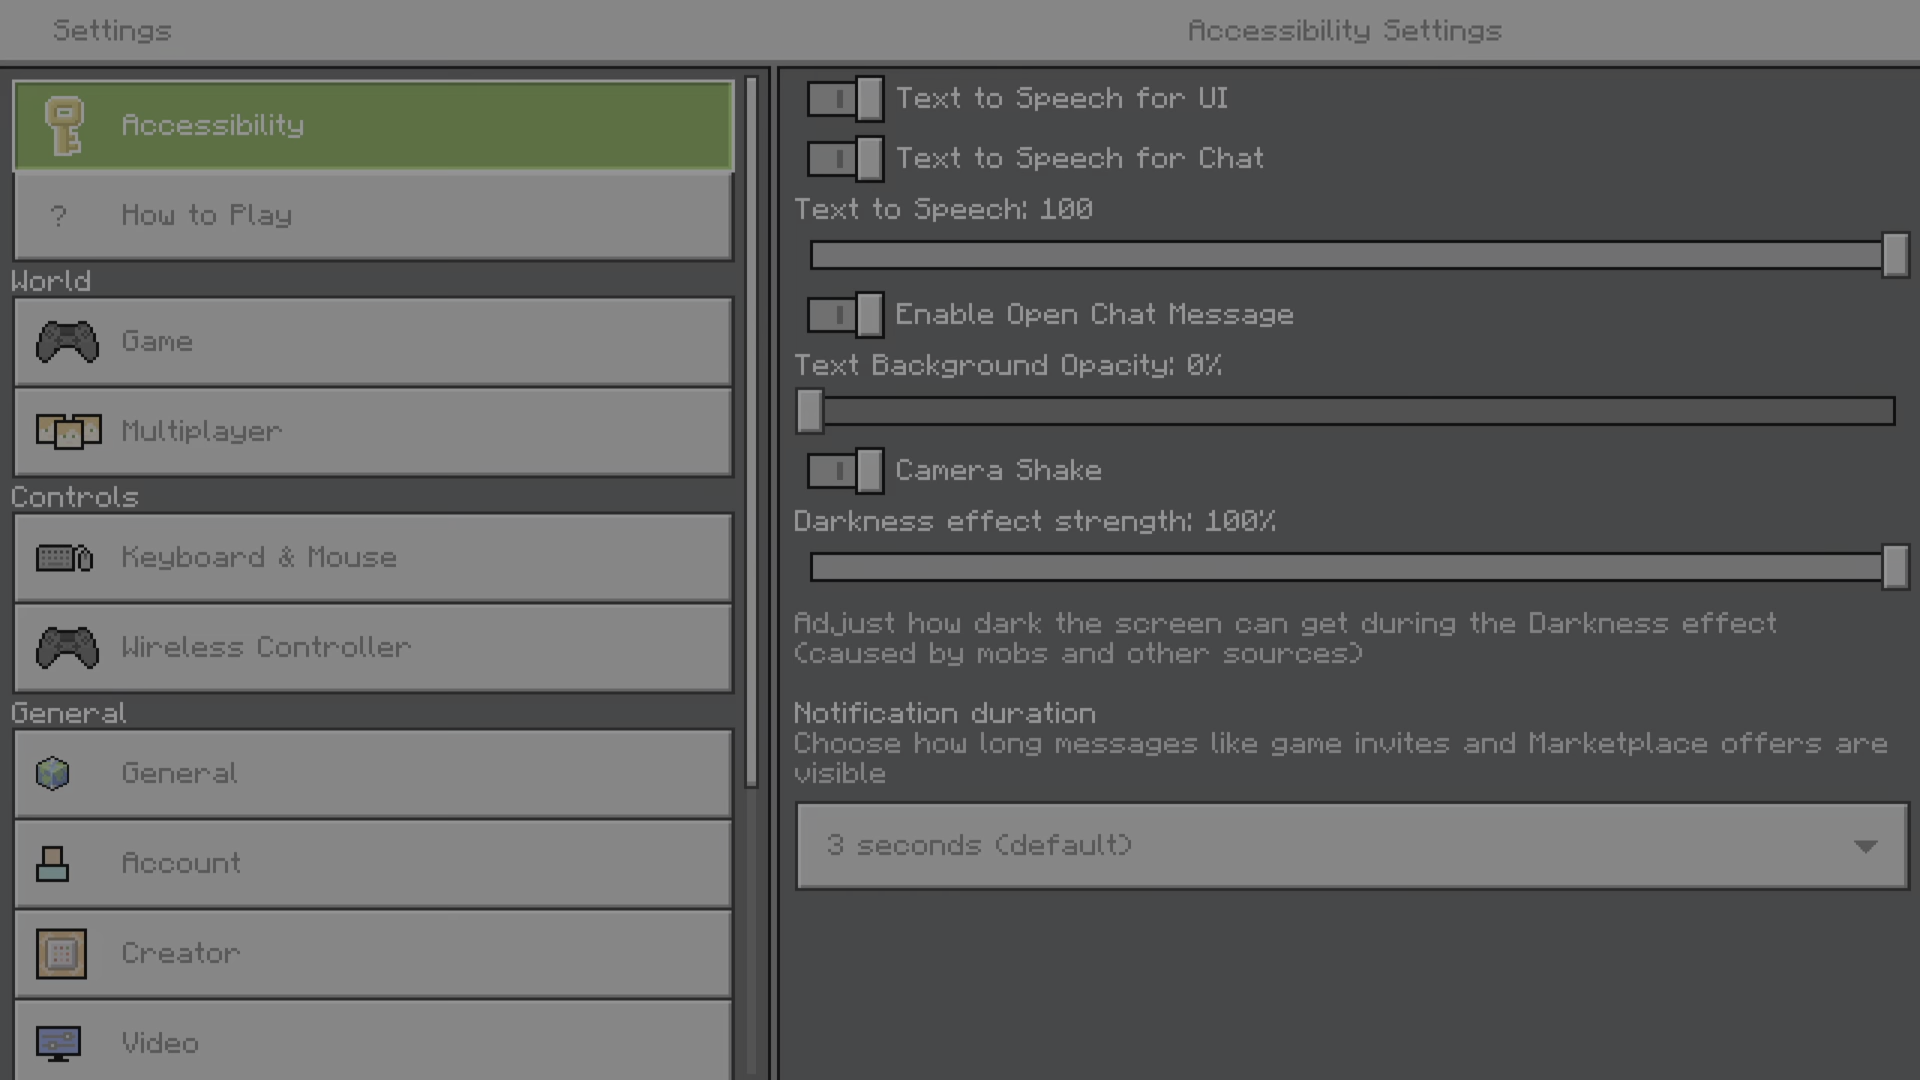 Settings
Accessibility Settings
Accessibility
? How to Play
World
Game
Multiplayer
Controls
Keyboard & Mouse
Wireless Controller
General
General
Account
Creator
Video
Text to Speech for UI
Text to Speech for Chat
Text to Speech: 100
Enable Open Chat Message
Text Background Opacity: 0%
Camera Shake
Darkness effect strength: 100%
Adjust how dark the screen can get during the Darkness effect
(caused by mobs and other sources)
Notification duration
Choose how long messages like game invites and Marketplace offers are
visible
3 seconds (default)